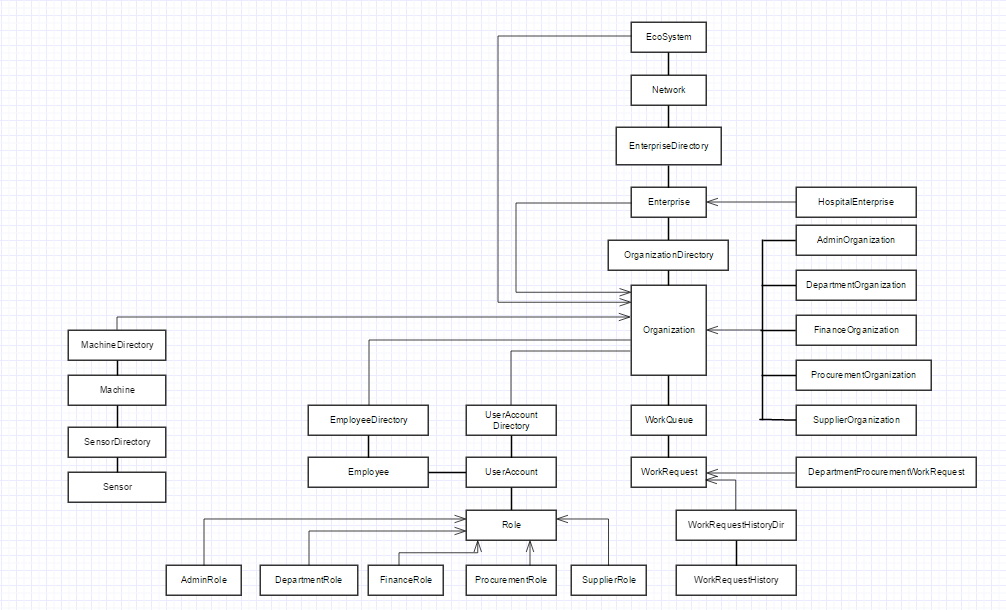 EcoSystem
Network
EnterpriseDirectory
Enterprise
HospitalEnterprise
AdminOrganization
OrganizationDirectory
DepartmentOrganization
Organization
FinanceOrganization
MachineDirectory
ProcurementOrganization
Machine
EmployeeDirectory
UserAccount
Directory
WorkQueue
SupplierOrganization
SensorDirectory
Employee
UserAccount
WorkRequest
DepartmentProcurementWorkRequest
Sensor
Role
WorkRequestHistoryDir
AdminRole
DepartmentRole
FinanceRole
ProcurementRole
SupplierRole
WorkRequestHistory